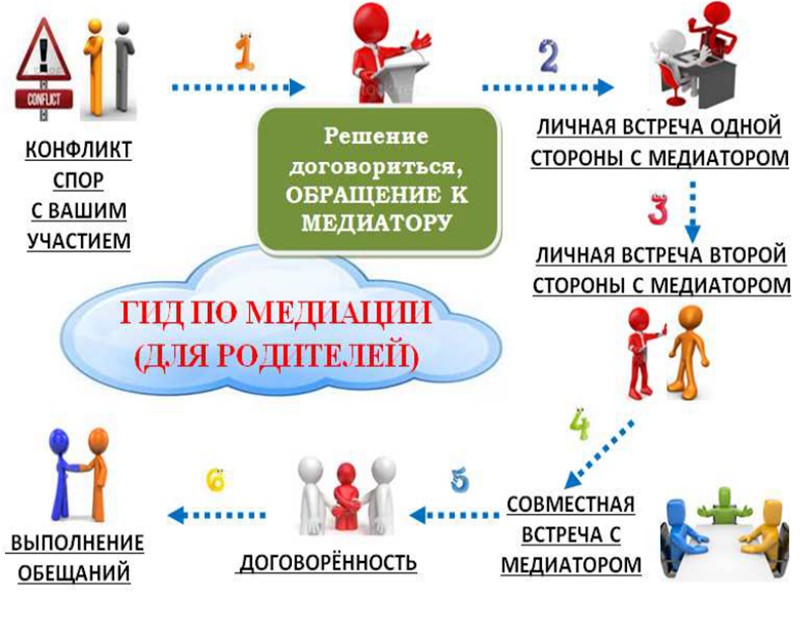 CONFLICT
КОНФЛИКТ
СПОР
С ВАШИМ
УЧАСТИЕМ
1
Решение
договориться,
ОБРАЩЕНИЕ К
МЕДИАТОРУ
2
ЛИЧНАЯ ВСТРЕЧА ОДНОЙ
СТОРОНЫ С МЕДИАТОРОМ
3
ЛИЧНАЯ ВСТРЕЧА ВТОРОЙ
СТОРОНЫ С МЕДИАТОРОМ
ГИД ПО МЕДИАЦИИ
(ДЛЯ РОДИТЕЛЕЙ)
4
СОВМЕСТНАЯ
ВСТРЕЧА С
МЕДИАТОРОМ
5
ДОГОВОРЁННОСТЬ
6
ВЫПОЛНЕНИЕ
ОБЕЩАНИЙ